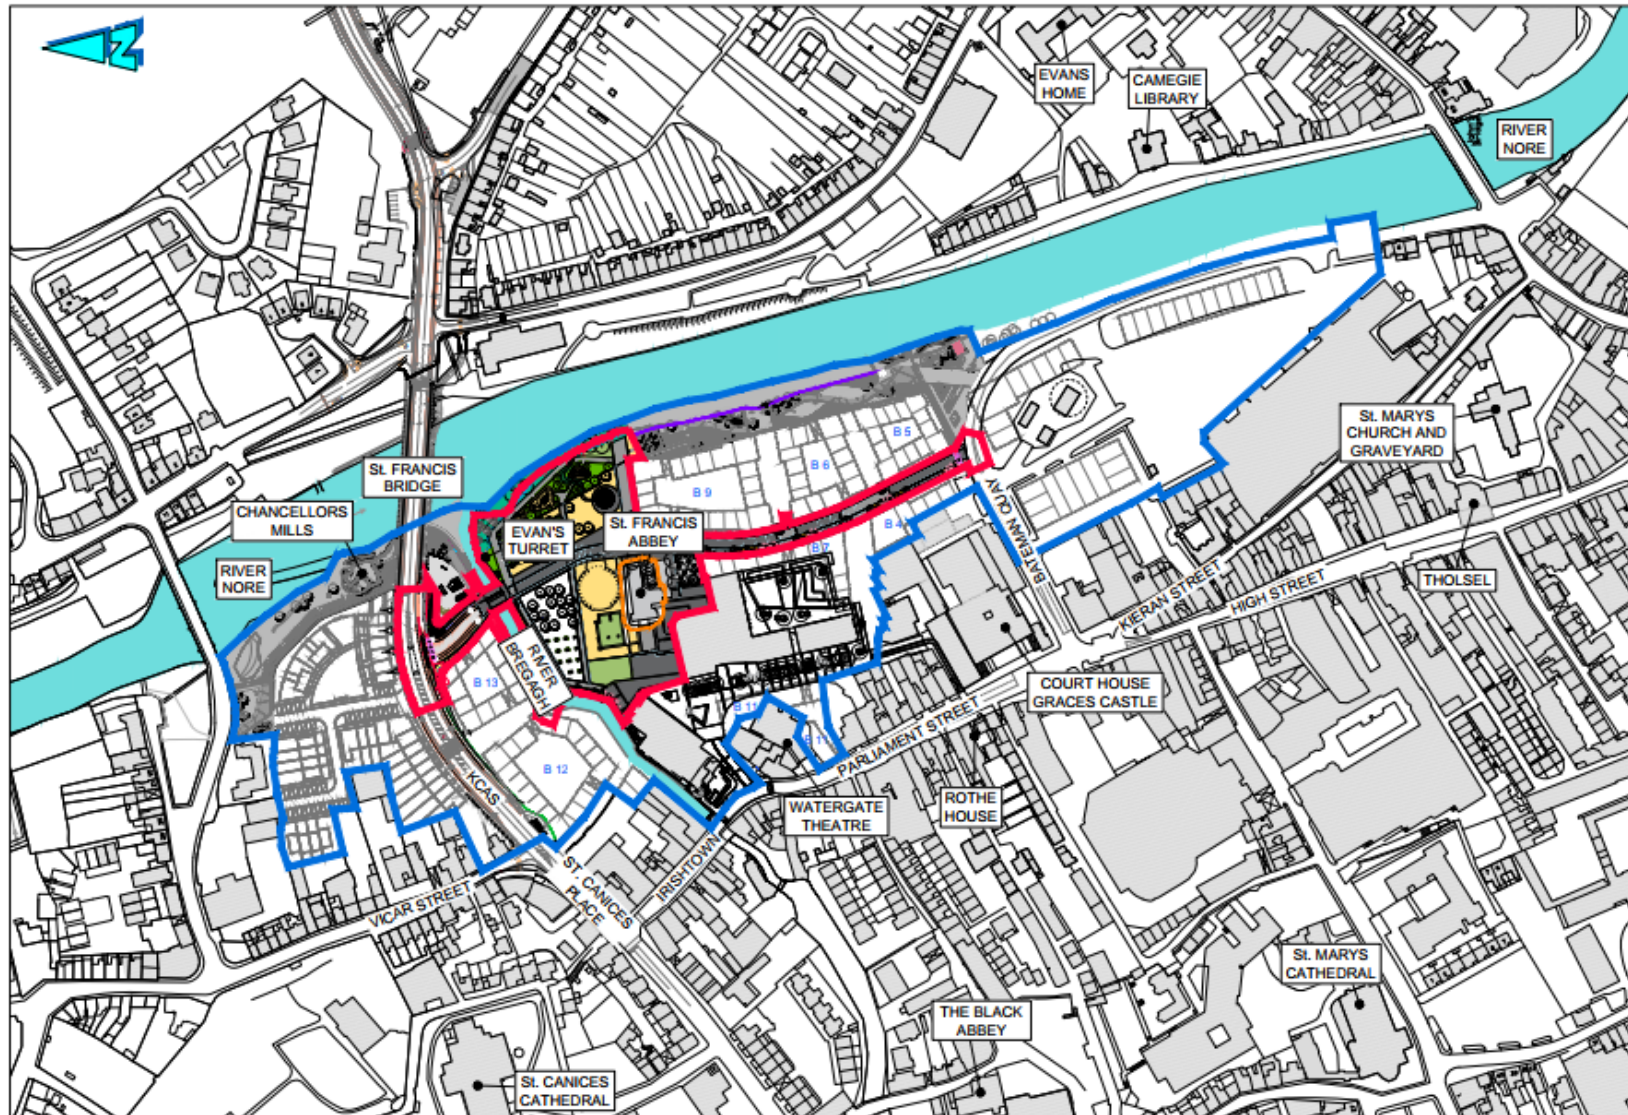 N
EVANS
HOME
CAMEGIE
LIBRARY
RIVER
NORE
St. MARYS
CHURCH AND
GRAVEYARD
St. FRANCIS
BRIDGE
CHANCELLORS
MILLS
EVAN'S
TURRET
St. FRANCIS
ABBEY
RIVER
NORE
B 5
B 6
B 9
B 4
B 7
BATEMAN QUAY
KIERAN STREET
HIGH STREET
THOLSEL
RIVER
BREGAGH
B 13
B 11
B 11
B 12
COURT HOUSE
GRACES CASTLE
PARLIAMENT STREET
KCAS
WATERGATE
THEATRE
ROTHE
HOUSE
VICAR STREET
ST. CANICES
PLACE
IRISHTOWN
St. MARYS
CATHEDRAL
THE BLACK
ABBEY
St. CANICES
CATHEDRAL